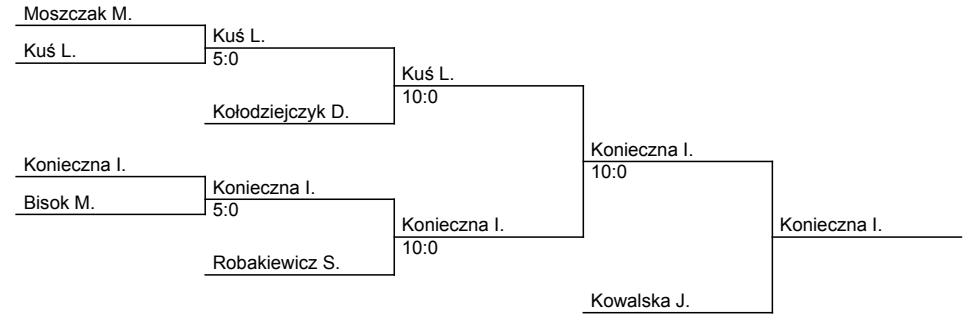 Moszczak M.
Kuś L.
Kuś L.
5:0
Kołodziejczyk D.
Kuś L.
10:0
Konieczna I.
Bisok M.
Konieczna I.
5:0
Robakiewicz S.
Konieczna I.
10:0
Konieczna I.
10:0
Kowalska J.
Konieczna I.